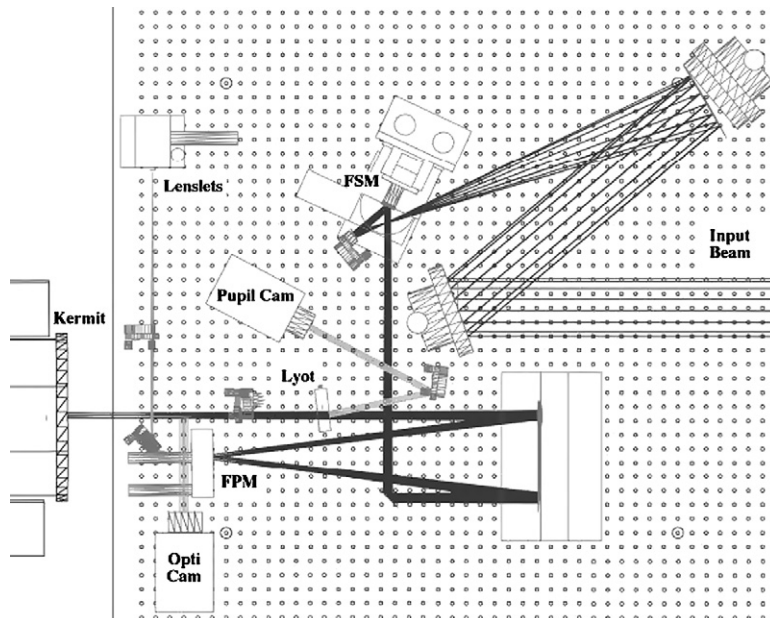 Lenslets
FSM
Input
Beam
Pupil Cam
Kermit
Lyot
FPM
Opti
Cam